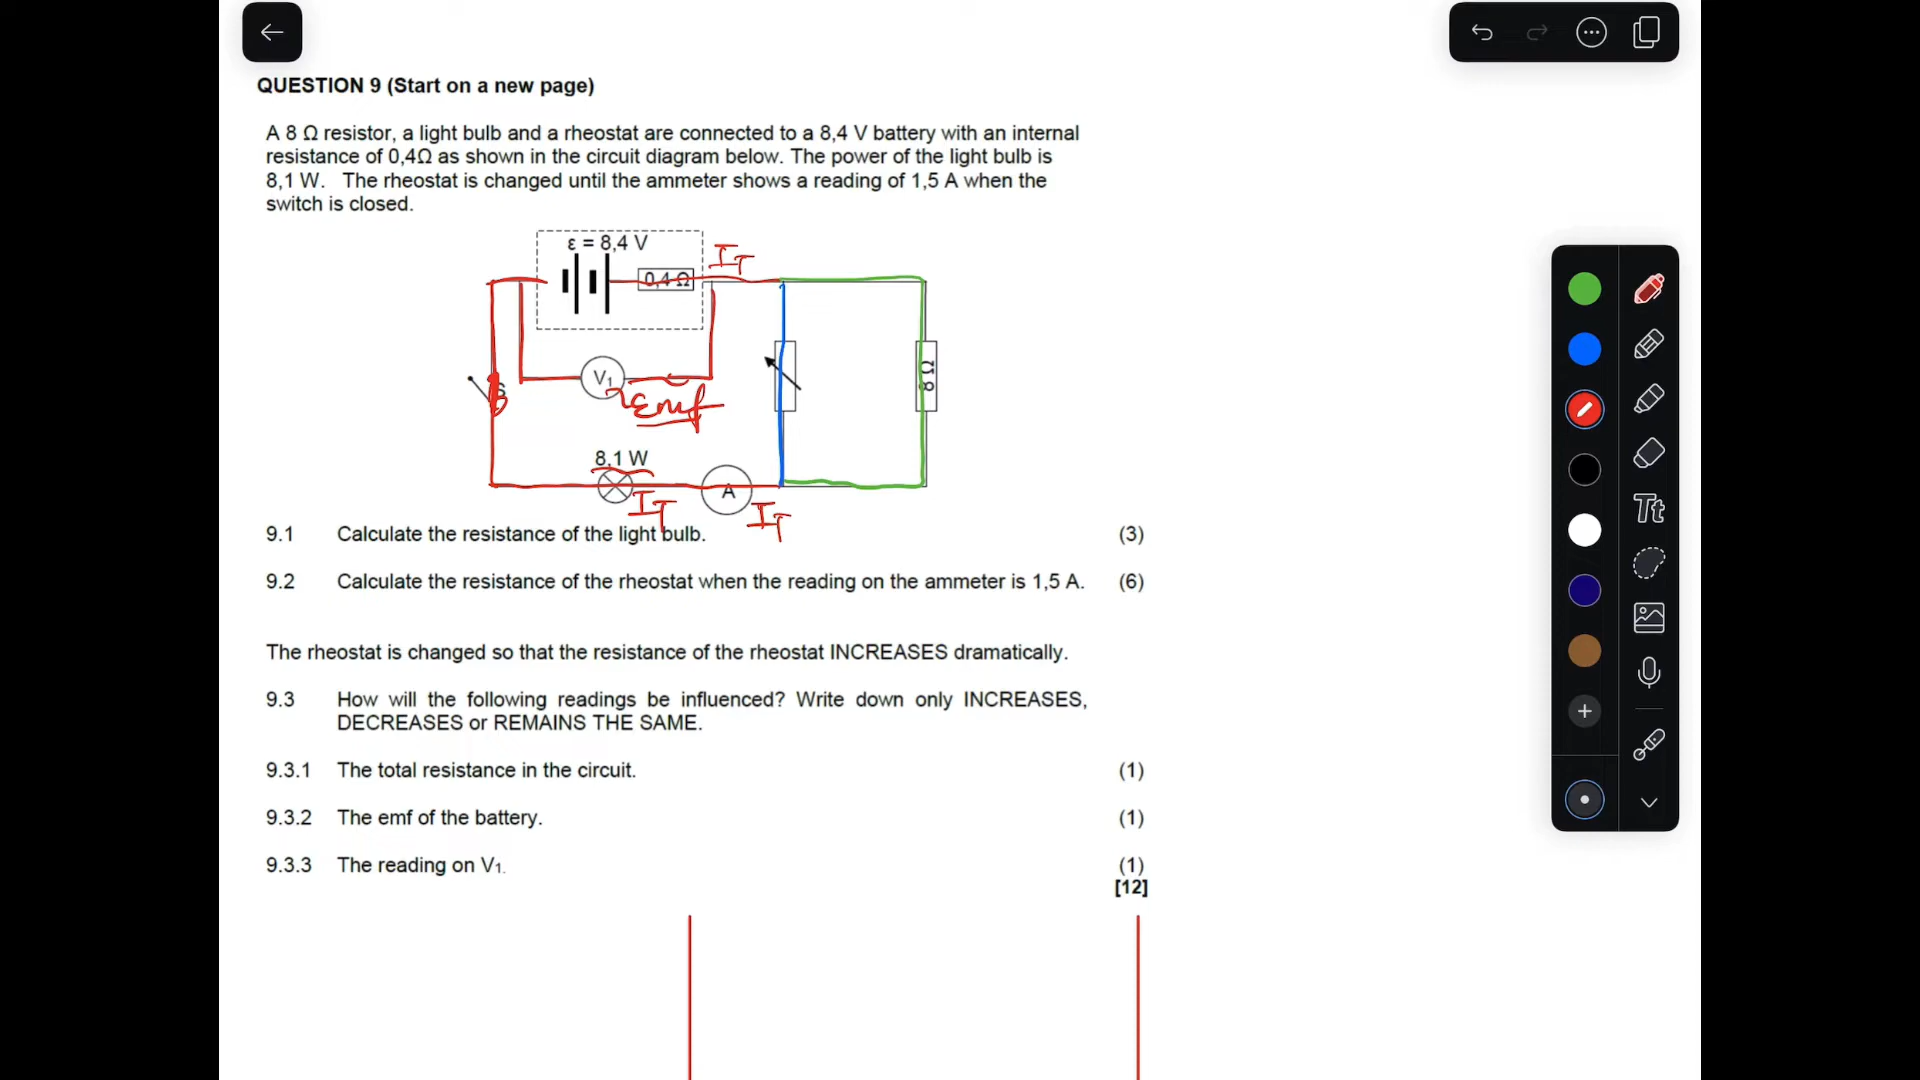 QUESTION 9 (Start on a new page)
A 8 Ω resistor, a light bulb and a rheostat are connected to a 8,4 V battery with an internal
resistance of 0,4Ω as shown in the circuit diagram below. The power of the light bulb is
8,1 W. The rheostat is changed until the ammeter shows a reading of 1,5 A when the
switch is closed.
ε = 8,4 V
0,4 Ω
I_T
V₁
Emf
8 Ω
S
8,1 W
A
I_T
I_T
9.1 Calculate the resistance of the light bulb. (3)
9.2 Calculate the resistance of the rheostat when the reading on the ammeter is 1,5 A. (6)
The rheostat is changed so that the resistance of the rheostat INCREASES dramatically.
9.3 How will the following readings be influenced? Write down only INCREASES,
DECREASES or REMAINS THE SAME.
9.3.1 The total resistance in the circuit. (1)
9.3.2 The emf of the battery. (1)
9.3.3 The reading on V₁. (1)
[12]
Tt